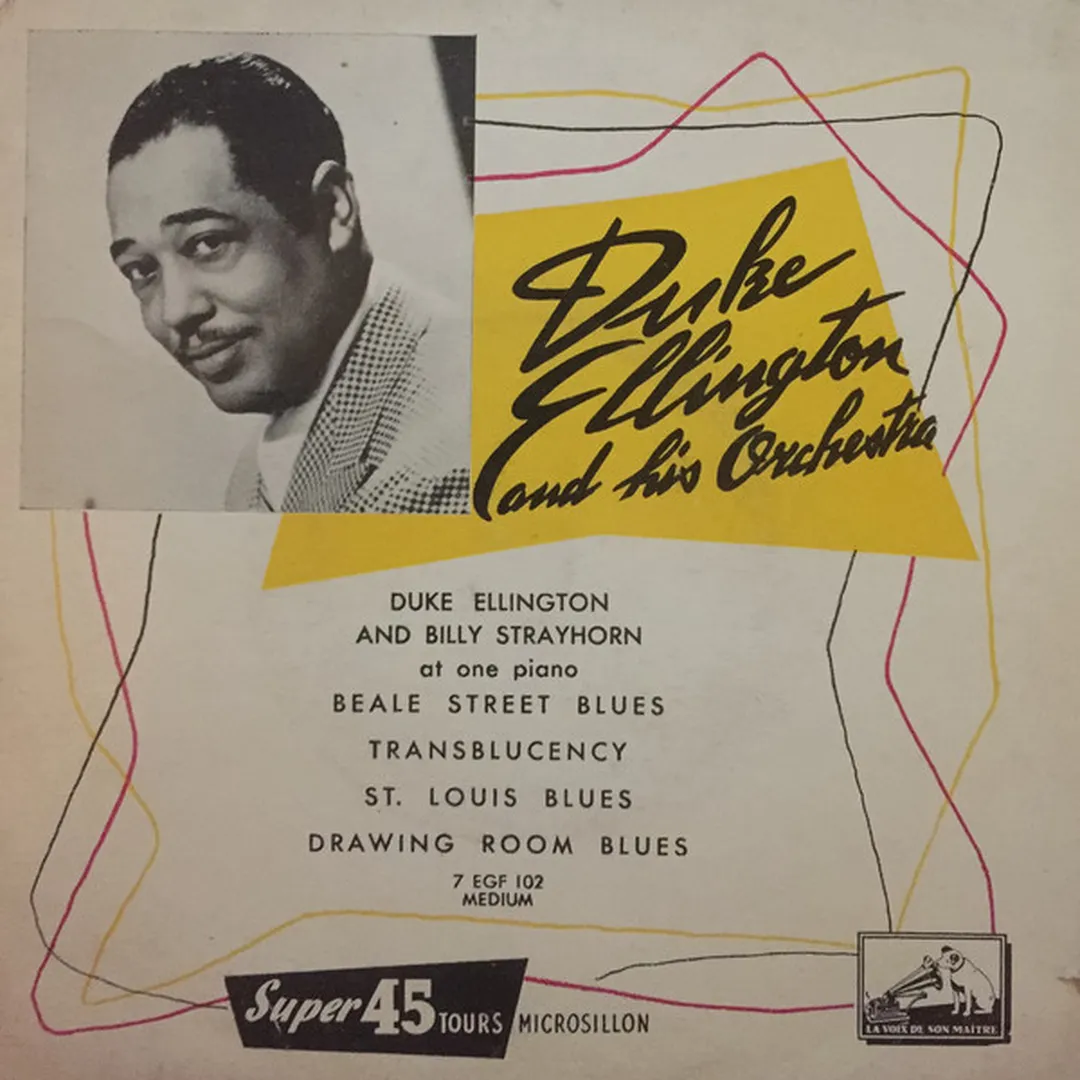 Duke
Ellington
and his Orchestra
DUKE ELLINGTON
AND BILLY STRAYHORN
at one piano
BEALE STREET BLUES
TRANSBLUCENCY
ST. LOUIS BLUES
DRAWING ROOM BLUES
7 EGF 102
MEDIUM
Super 45 TOURS MICROSILLON
LA VOIX DE SON MAÎTRE